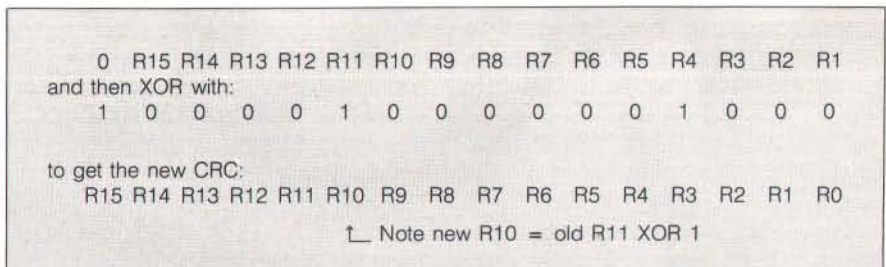 0 R15 R14 R13 R12 R11 R10 R9 R8 R7 R6 R5 R4 R3 R2 R1
and then XOR with:
1 0 0 0 0 1 0 0 0 0 0 0 1 0 0 0
to get the new CRC:
R15 R14 R13 R12 R11 R10 R9 R8 R7 R6 R5 R4 R3 R2 R1 R0
↑ Note new R10 = old R11 XOR 1